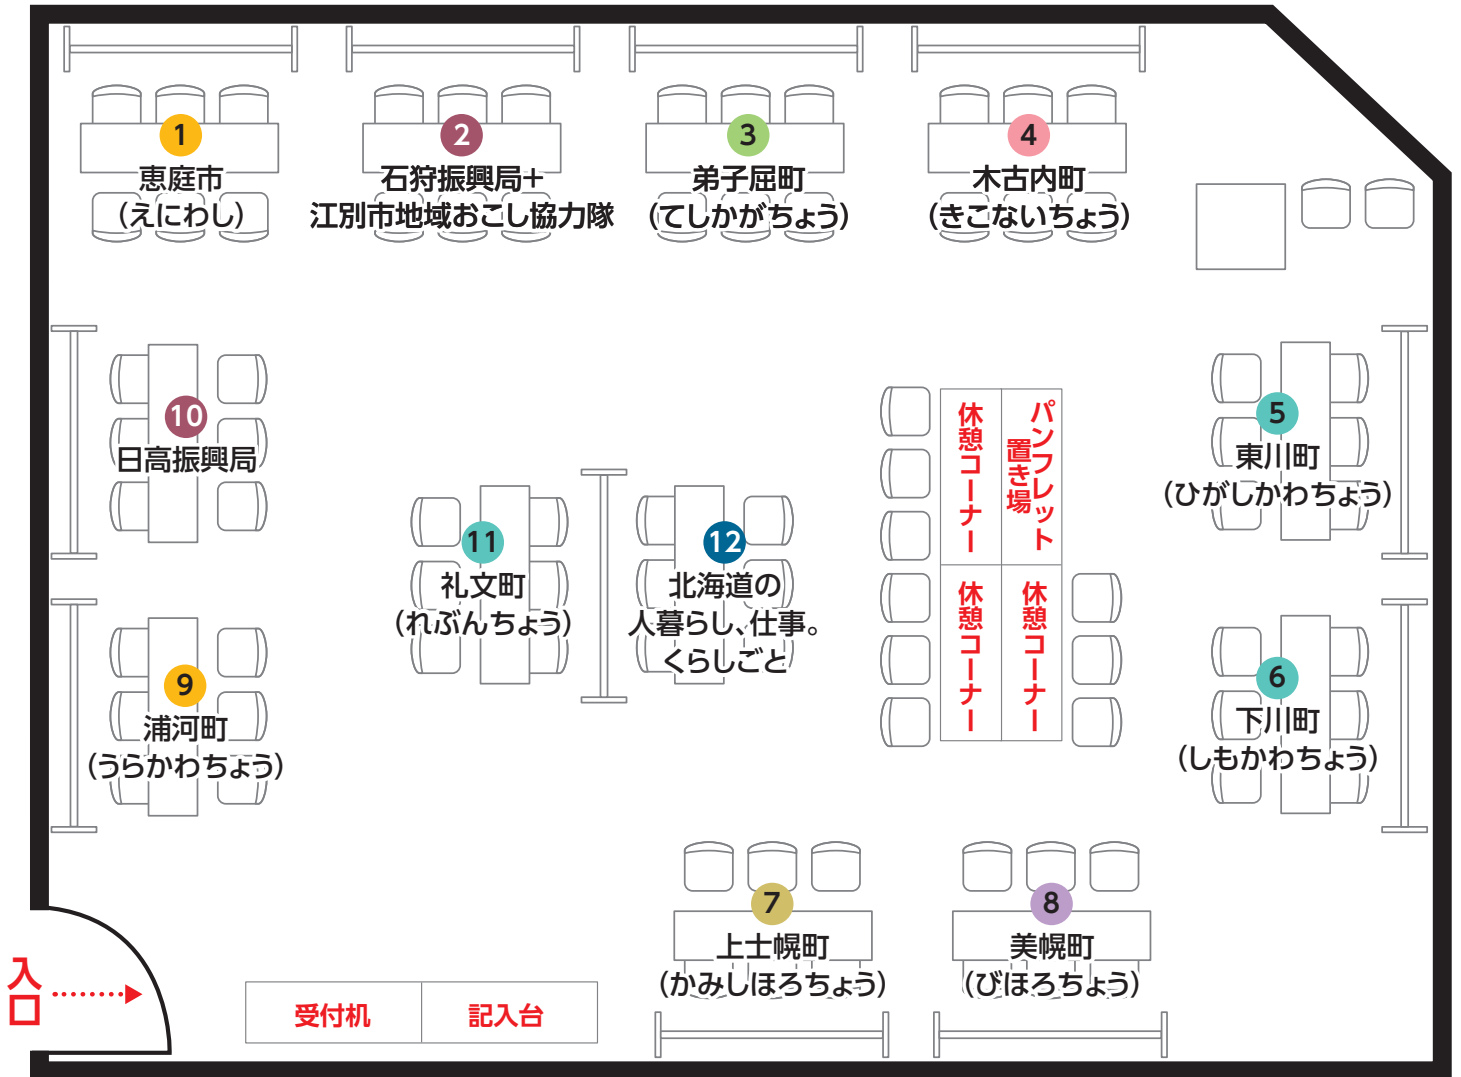 1
恵庭市
(えにわし)
2
石狩振興局+
江別市地域おこし協力隊
3
弟子屈町
(てしかがちょう)
4
木古内町
(きこないちょう)
10
日高振興局
11
礼文町
(れぶんちょう)
12
北海道の
人暮らし、仕事。
くらしごと
休憩コーナー
パンフレット
置き場
休憩コーナー
休憩コーナー
5
東川町
(ひがしかわちょう)
6
下川町
(しもかわちょう)
9
浦河町
(うらかわちょう)
7
上士幌町
(かみしほろちょう)
8
美幌町
(びほろちょう)
入口
受付机
記入台